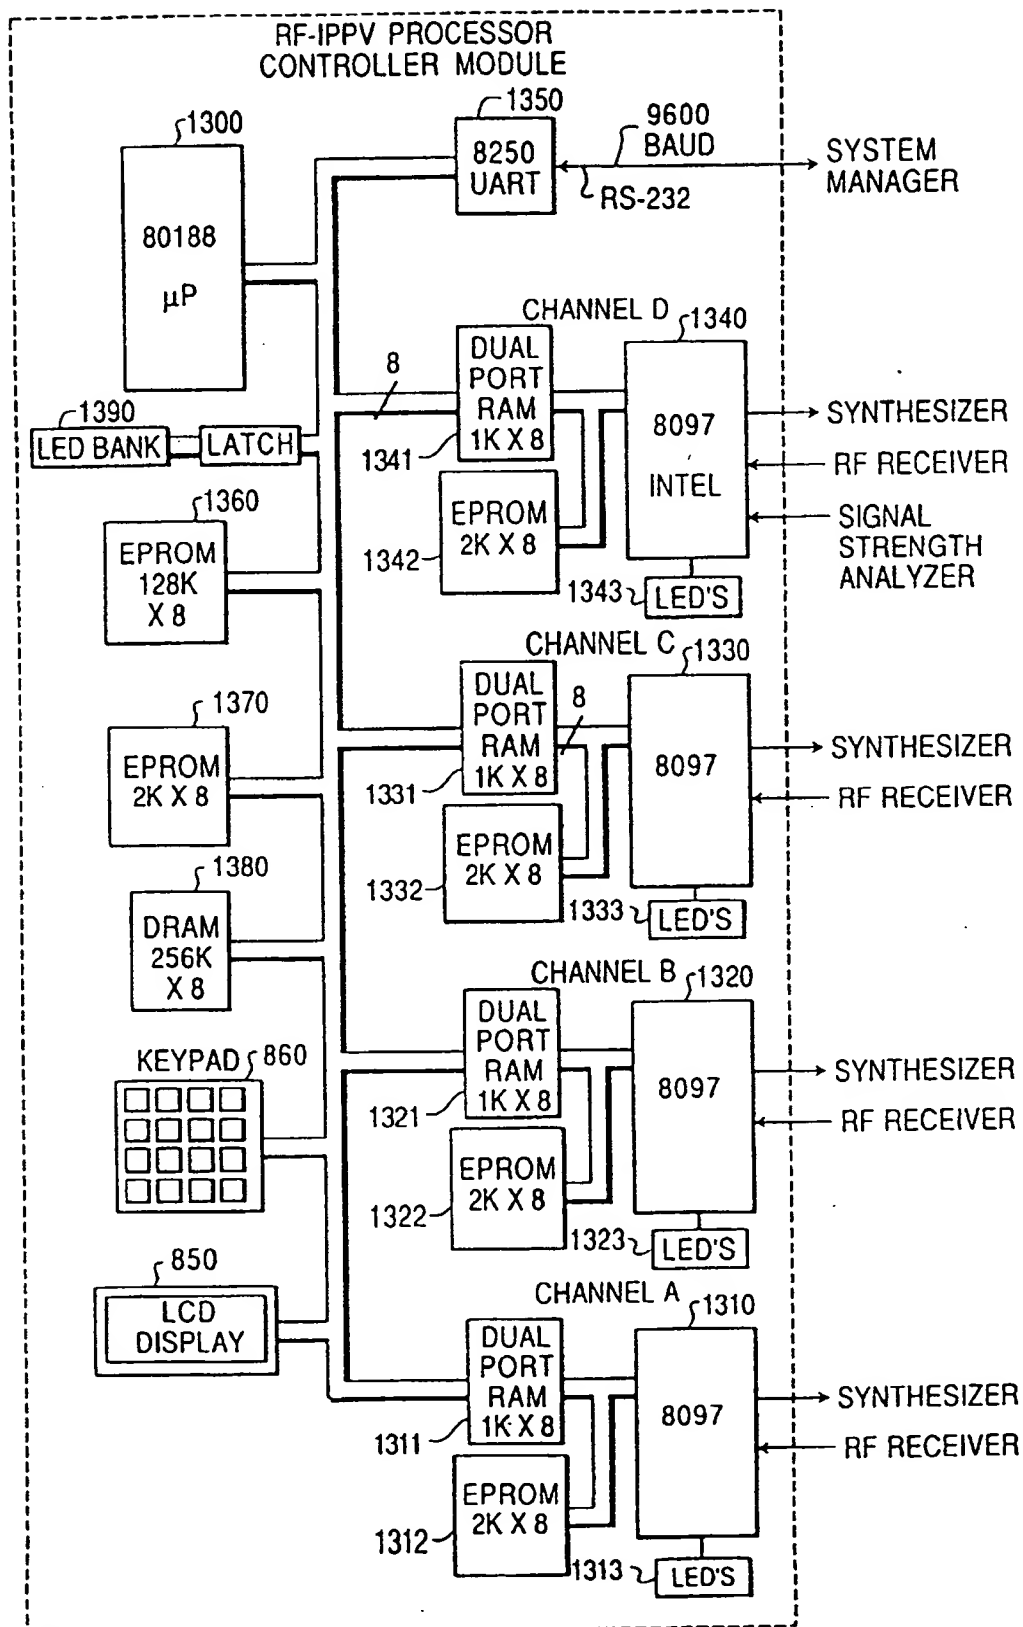 RF-IPPV PROCESSOR
CONTROLLER MODULE
1300
80188
µP
1350
8250
UART
9600
BAUD
RS-232
SYSTEM
MANAGER
1390
LED BANK
LATCH
1360
EPROM
128K
X 8
1370
EPROM
2K X 8
1380
DRAM
256K
X 8
KEYPAD
860
850
LCD
DISPLAY
CHANNEL D
1340
8
DUAL
PORT
RAM
1K X 8
1341
EPROM
2K X 8
1342
8097
INTEL
1343
LED'S
SYNTHESIZER
RF RECEIVER
SIGNAL
STRENGTH
ANALYZER
CHANNEL C
1330
DUAL
PORT
RAM
1K X 8
8
1331
EPROM
2K X 8
1332
8097
1333
LED'S
SYNTHESIZER
RF RECEIVER
CHANNEL B
1320
DUAL
PORT
RAM
1K X 8
1321
EPROM
2K X 8
1322
8097
1323
LED'S
SYNTHESIZER
RF RECEIVER
CHANNEL A
1310
DUAL
PORT
RAM
1K X 8
1311
EPROM
2K X 8
1312
8097
1313
LED'S
SYNTHESIZER
RF RECEIVER